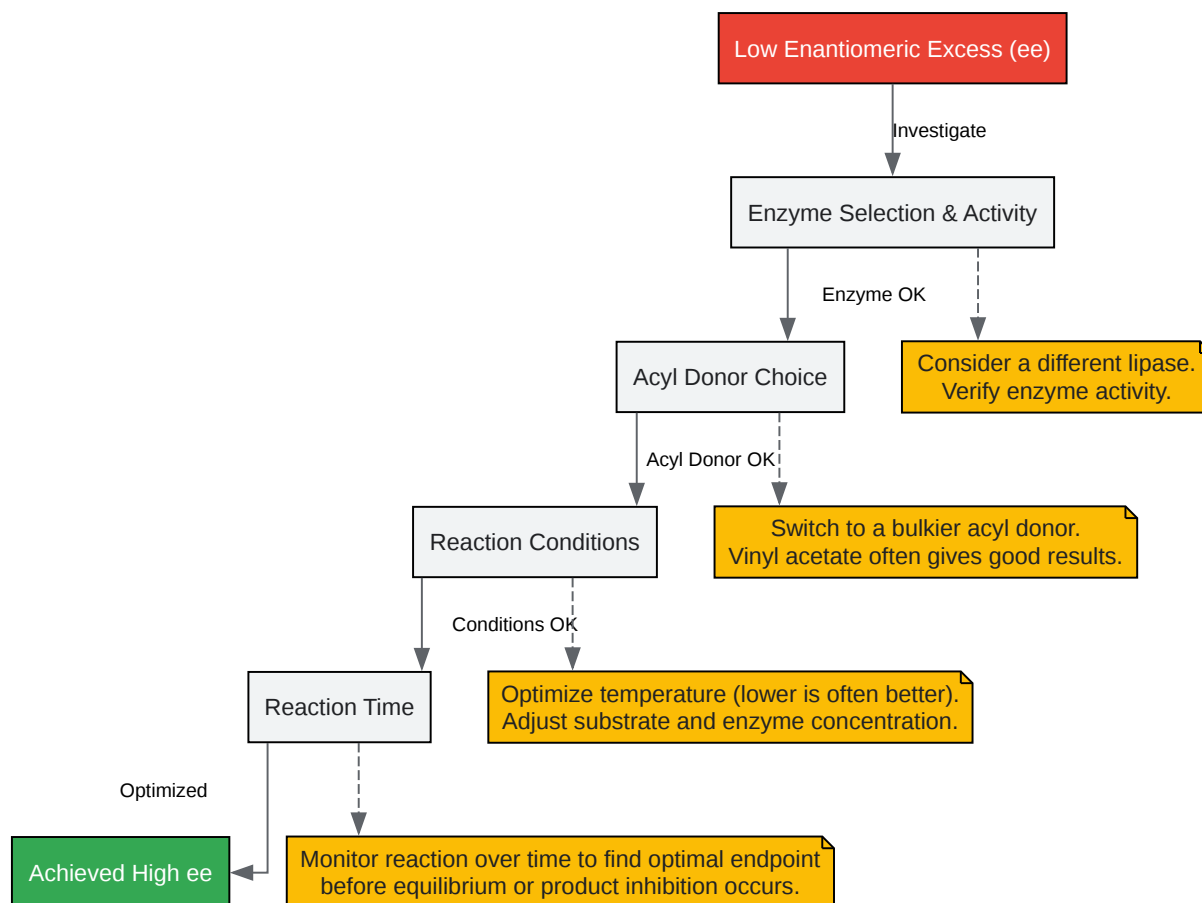 Low Enantiomeric Excess (ee)
Investigate
Enzyme Selection & Activity
Enzyme OK
Consider a different lipase.
Verify enzyme activity.
Acyl Donor Choice
Acyl Donor OK
Switch to a bulkier acyl donor.
Vinyl acetate often gives good results.
Reaction Conditions
Conditions OK
Optimize temperature (lower is often better).
Adjust substrate and enzyme concentration.
Reaction Time
Optimized
Achieved High ee
Monitor reaction over time to find optimal endpoint
before equilibrium or product inhibition occurs.